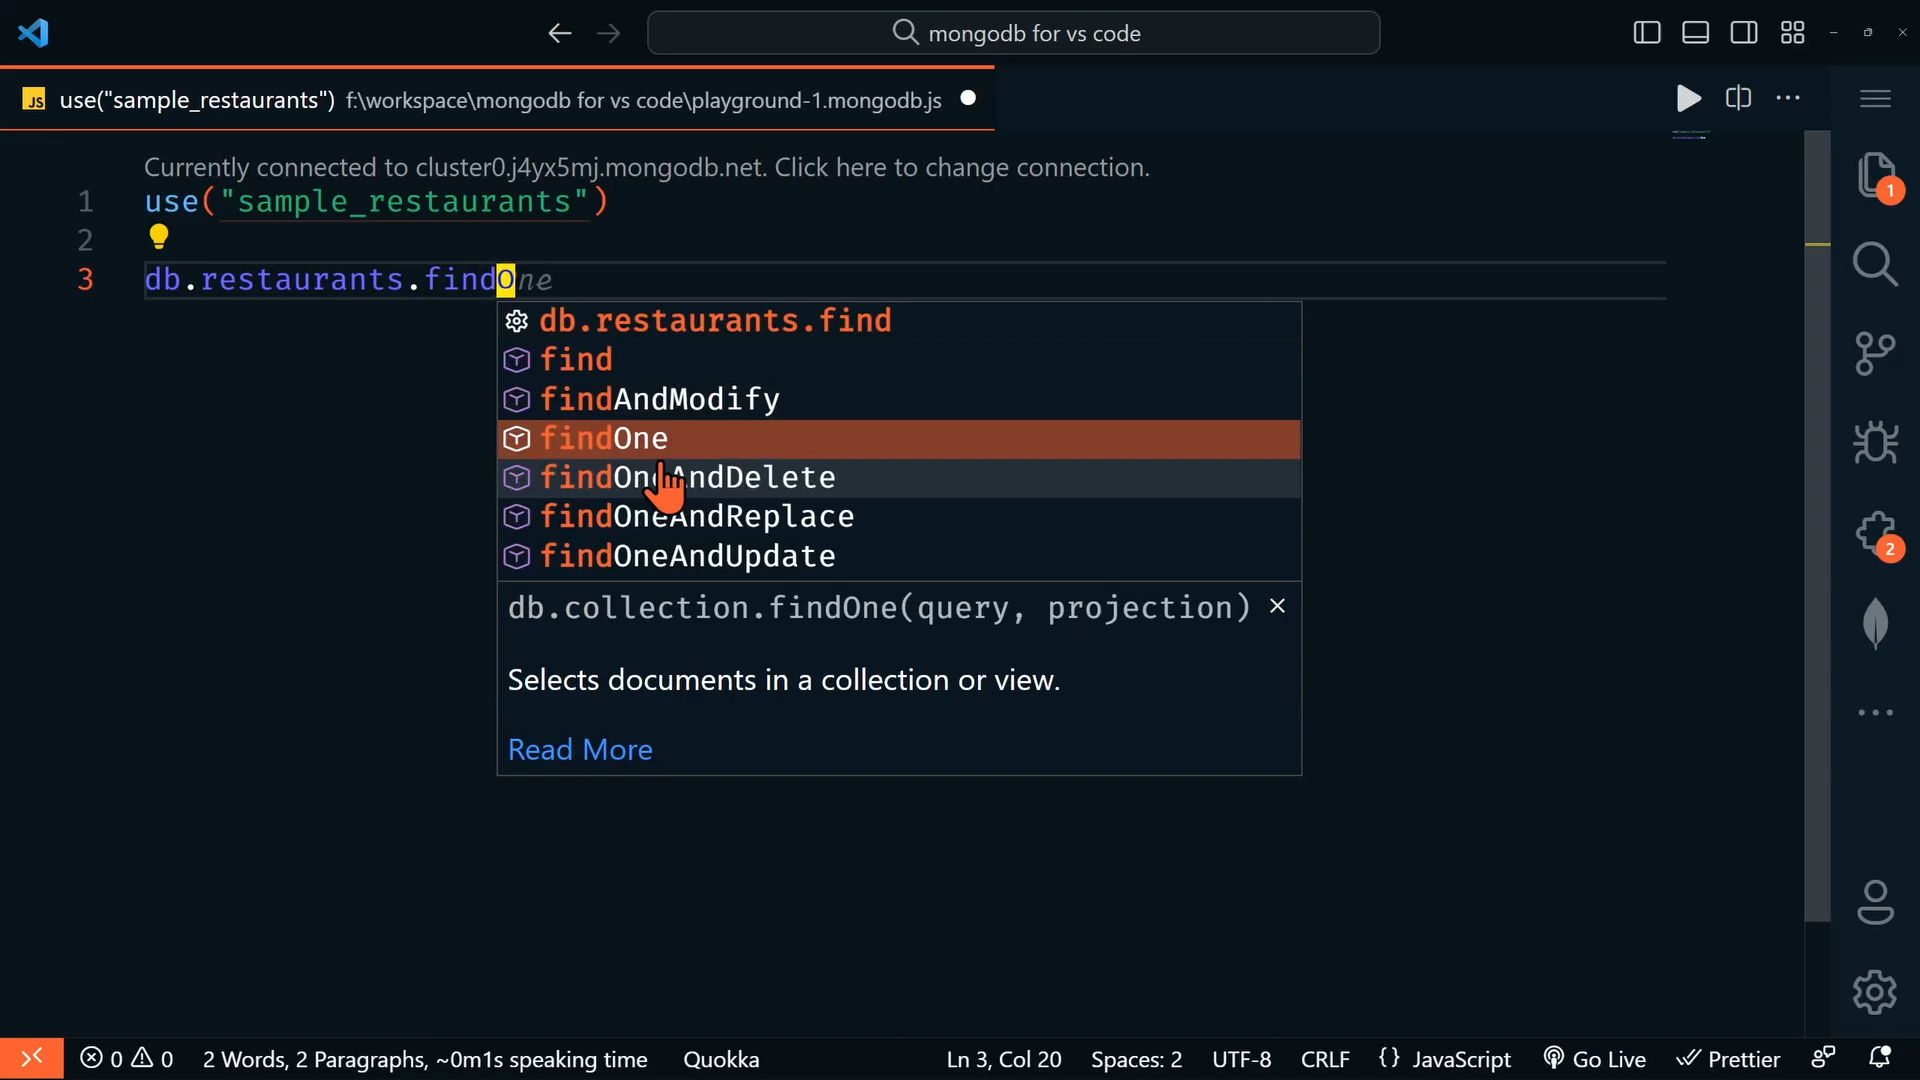 mongodb for vs code
JS use("sample_restaurants") f:\workspace\mongodb for vs code\playground-1.mongodb.js
Currently connected to cluster0.j4yx5mj.mongodb.net. Click here to change connection.
1 use("sample_restaurants")
2
3 db.restaurants.findOne
db.restaurants.find
find
findAndModify
findOne
findOneAndDelete
findOneAndReplace
findOneAndUpdate
db.collection.findOne(query, projection)
Selects documents in a collection or view.
Read More
1
2
0 0 2 Words, 2 Paragraphs, ~0m1s speaking time Quokka Ln 3, Col 20 Spaces: 2 UTF-8 CRLF {} JavaScript Go Live Prettier